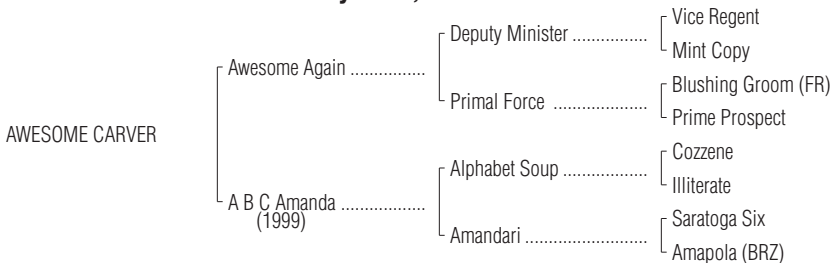 Vice Regent
Deputy Minister ................
Mint Copy
Awesome Again ................
Blushing Groom (FR)
Primal Force ....................
Prime Prospect
AWESOME CARVER
Cozzene
Alphabet Soup ..................
Illiterate
A B C Amanda ..................
(1999)
Saratoga Six
Amandari ..........................
Amapola (BRZ)